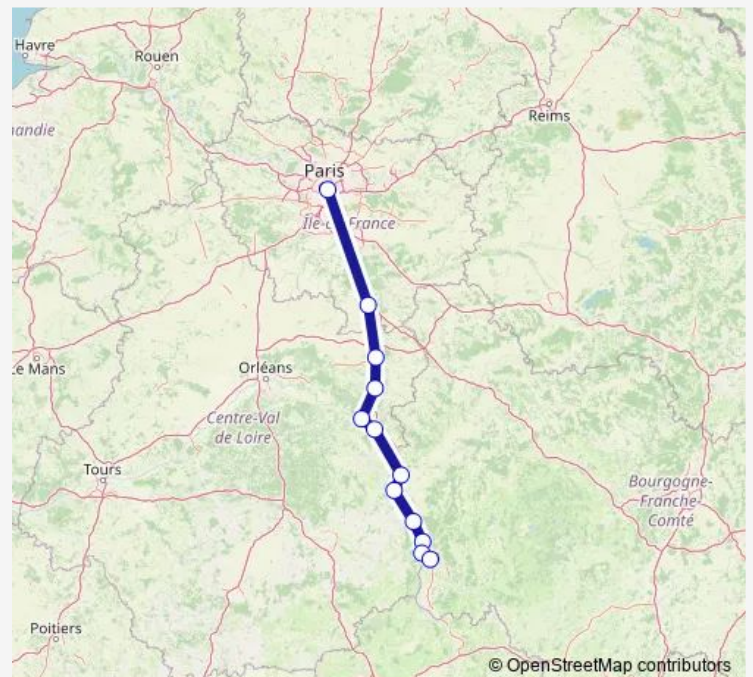 Havre
Rouen
Reims
mandie
Paris
Île-de-France
Le Mans
Orléans
Centre-Val
de Loire
Tours
Bourgogne-
Franche-
Comté
Poitiers
© OpenStreetMap contributors